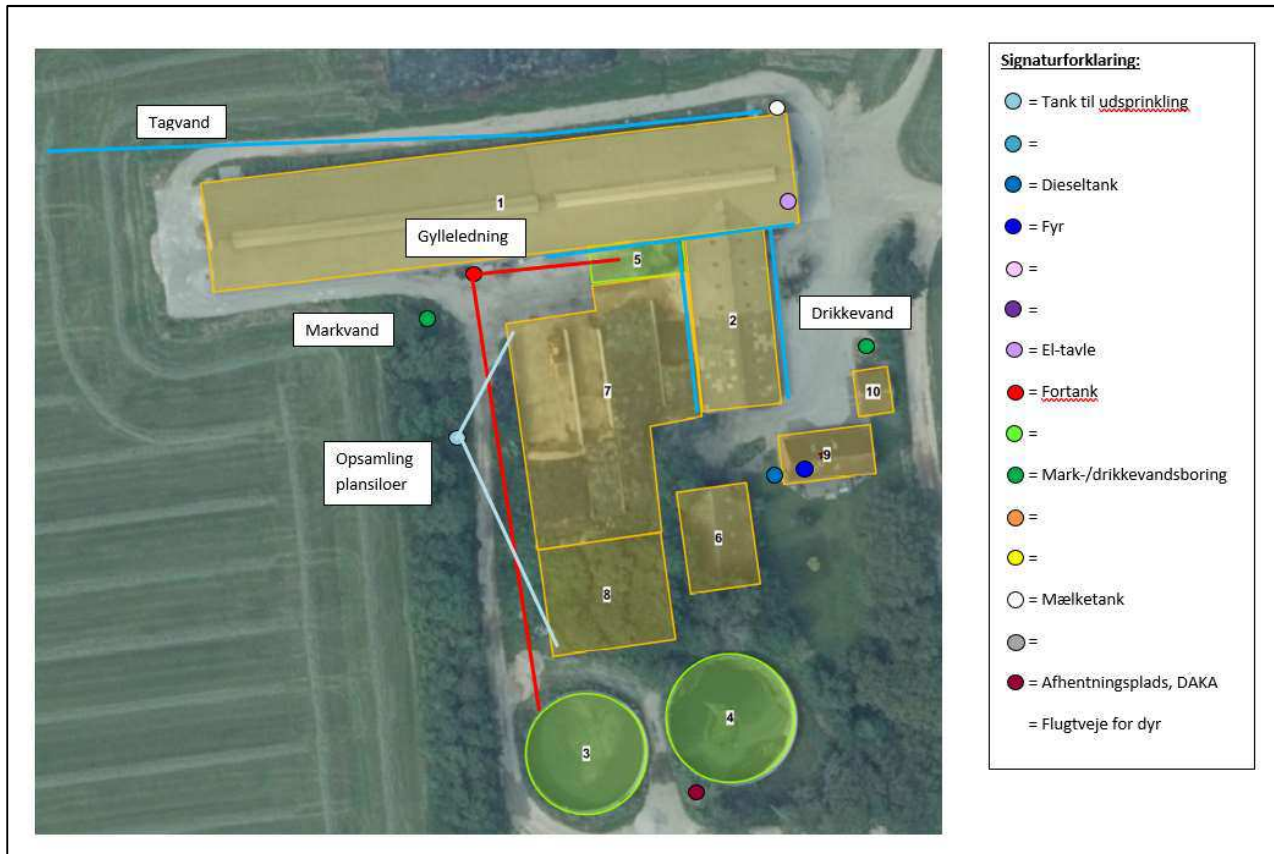 Tagvand
1
Gylleledning
5
Markvand
2
Drikkevand
7
10
Opsamling
plansiloer
9
6
8
4
3
Signaturforklaring:
= Tank til udsprinkling
=
= Dieseltank
= Fyr
=
=
= El-tavle
= Fortank
=
= Mark-/drikkevandsboring
=
=
= Mælketank
=
= Afhentningsplads, DAKA
= Flugtveje for dyr